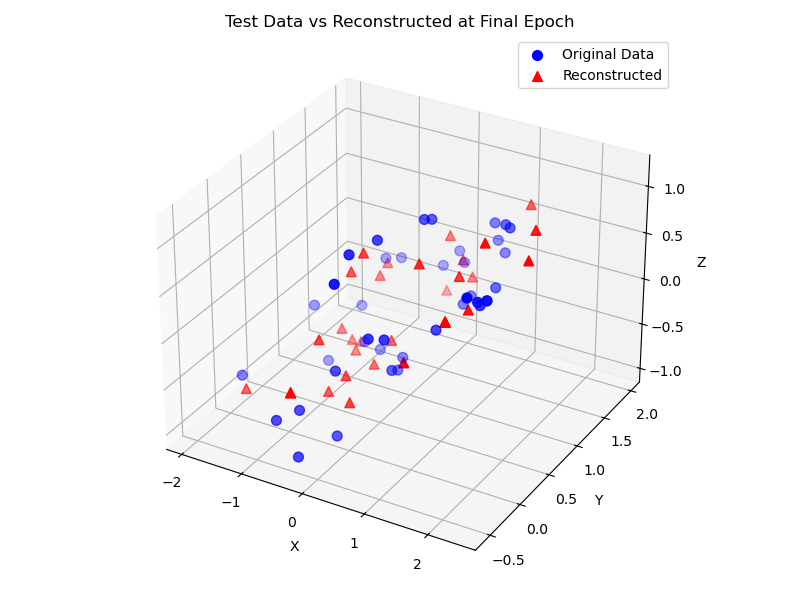 Test Data vs Reconstructed at Final Epoch
Original Data
Reconstructed
1.0
0.5
0.0
−0.5
−1.0
Z
2.0
1.5
1.0
0.5
0.0
−0.5
Y
−2
−1
0
1
2
X